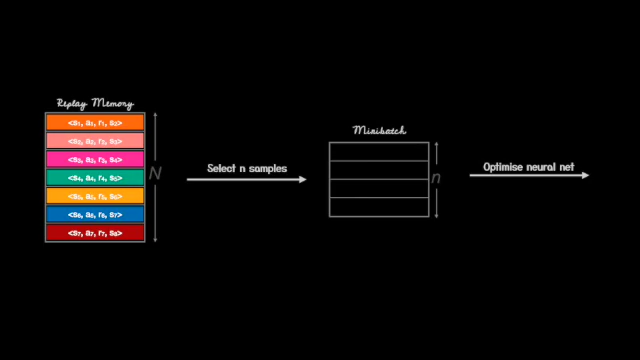 Replay Memory
<s₁, a₁, r₁, s₂>
<s₂, a₂, r₂, s₃>
<s₃, a₃, r₃, s₄>
<s₄, a₄, r₄, s₅>
<s₅, a₅, r₅, s₆>
<s₆, a₆, r₆, s₇>
<s₇, a₇, r₇, s₈>
N
Select n samples
Minibatch
n
Optimise neural net